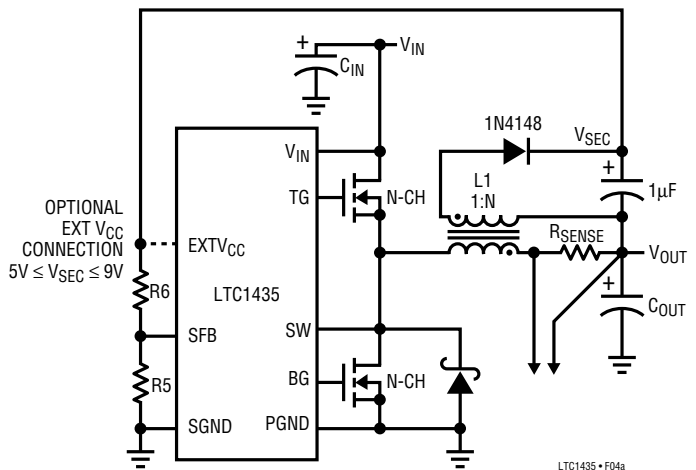 +
C_IN
V_IN
1N4148
V_SEC
+
1µF
L1
1:N
V_IN
TG
N-CH
OPTIONAL
EXT V_CC
CONNECTION
5V ≤ V_SEC ≤ 9V
EXTV_CC
R_SENSE
V_OUT
R6
LTC1435
+
C_OUT
SFB
SW
R5
BG
N-CH
SGND
PGND
LTC1435 • F04a